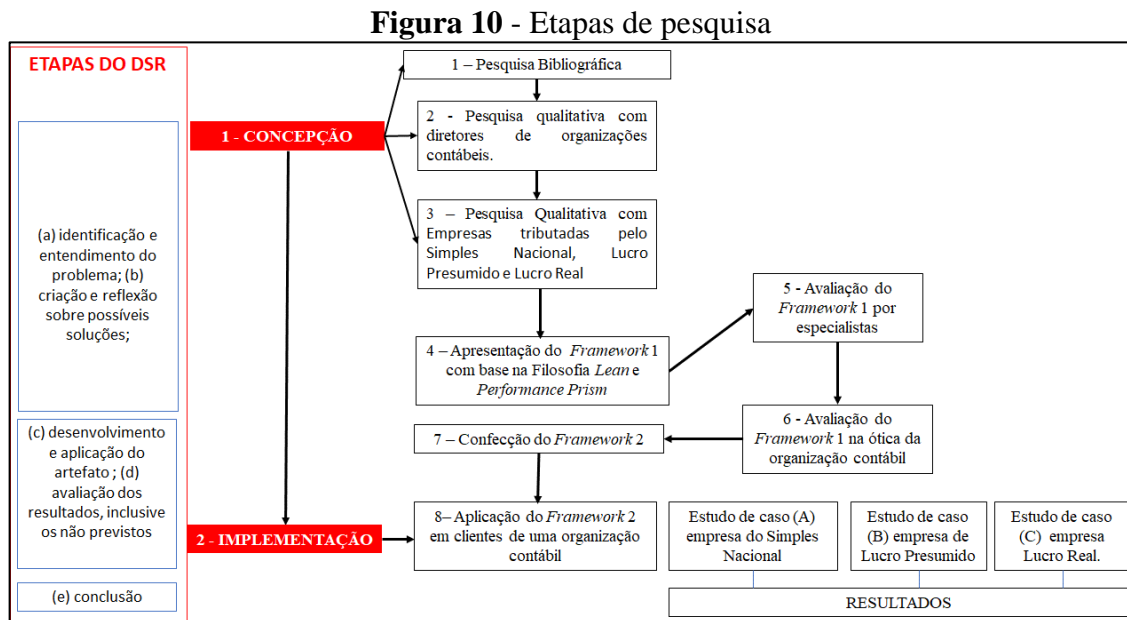 Figura 10 - Etapas de pesquisa
ETAPAS DO DSR
(a) identificação e
entendimento do
problema; (b)
criação e reflexão
sobre possíveis
soluções;
(c) desenvolvimento
e aplicação do
artefato ; (d)
avaliação dos
resultados, inclusive
os não previstos
(e) conclusão
1 - CONCEPÇÃO
2 - IMPLEMENTAÇÃO
1 – Pesquisa Bibliográfica
2 - Pesquisa qualitativa com
diretores de organizações
contábeis.
3 – Pesquisa Qualitativa com
Empresas tributadas pelo
Simples Nacional, Lucro
Presumido e Lucro Real
4 – Apresentação do Framework 1
com base na Filosofia Lean e
Performance Prism
5 - Avaliação do
Framework 1 por
especialistas
6 - Avaliação do
Framework 1 na ótica da
organização contábil
7 – Confecção do Framework 2
8– Aplicação do Framework 2
em clientes de uma organização
contábil
Estudo de caso (A)
empresa do Simples
Nacional
Estudo de caso
(B) empresa de
Lucro Presumido
Estudo de caso
(C) empresa
Lucro Real.
RESULTADOS